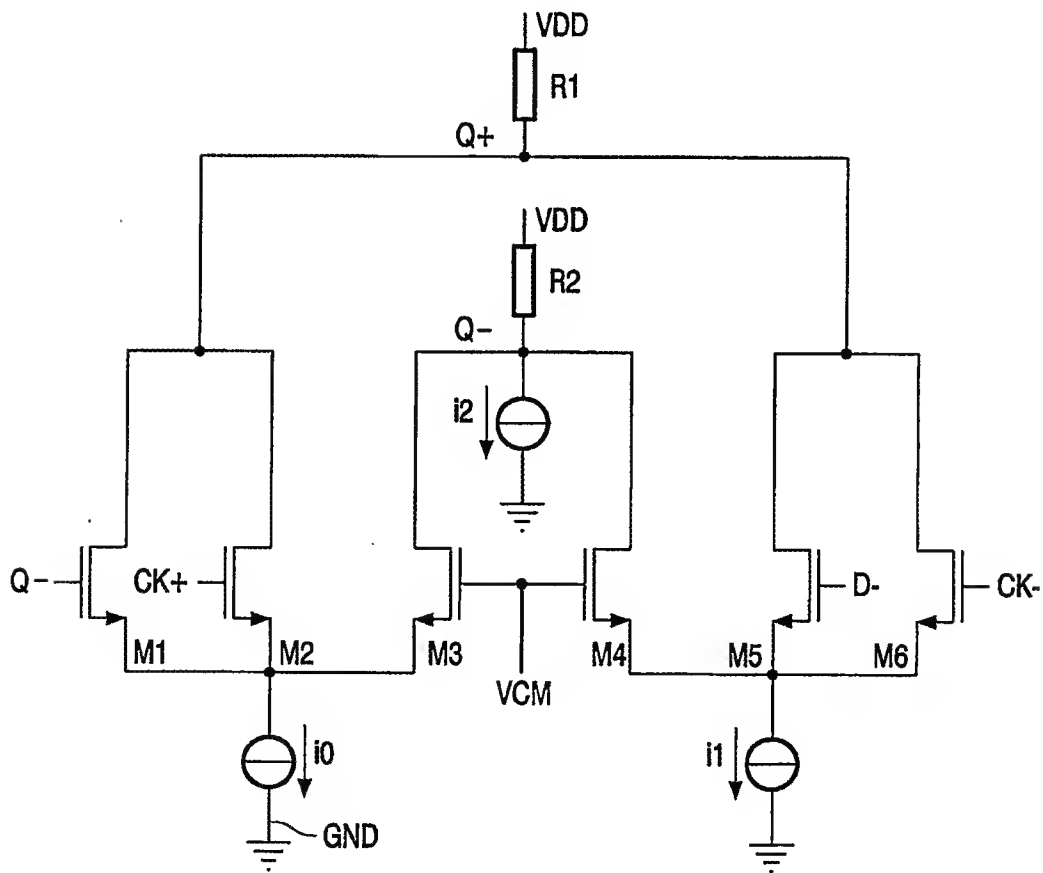 VDD
R1
Q+
VDD
R2
Q-
i2
Q-
CK+
D-
CK-
M1
M2
M3
M4
M5
M6
VCM
i0
i1
GND